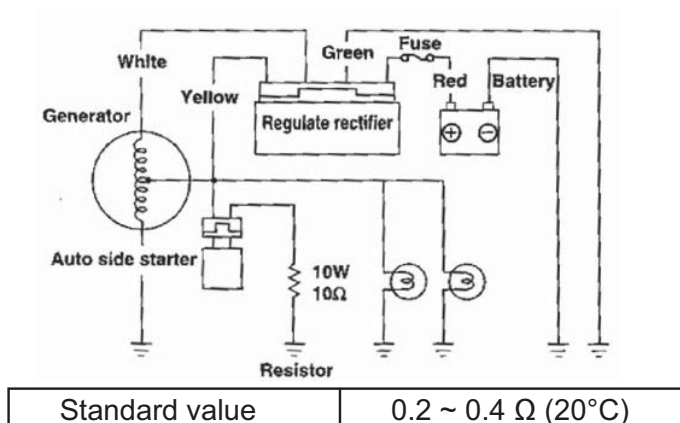 Green
Fuse
White
Red
Battery
Yellow
Generator
Regulate rectifier
Auto side starter
10W
10Ω
Resistor
Standard value 0.2 ~ 0.4 Ω (20°C)